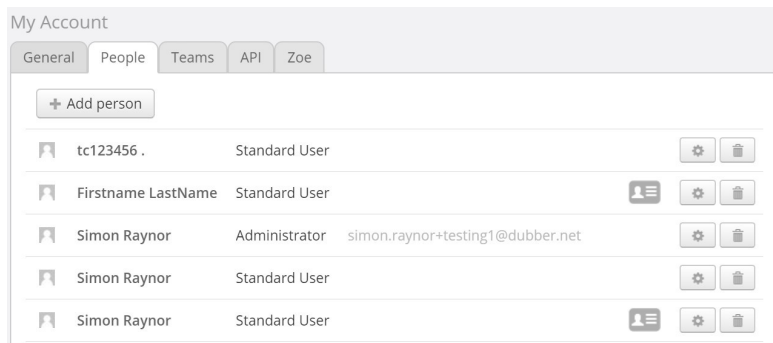 My Account
General People Teams API Zoe
+ Add person
tc123456 . Standard User
Firstname LastName Standard User
Simon Raynor Administrator simon.raynor+testing1@dubber.net
Simon Raynor Standard User
Simon Raynor Standard User